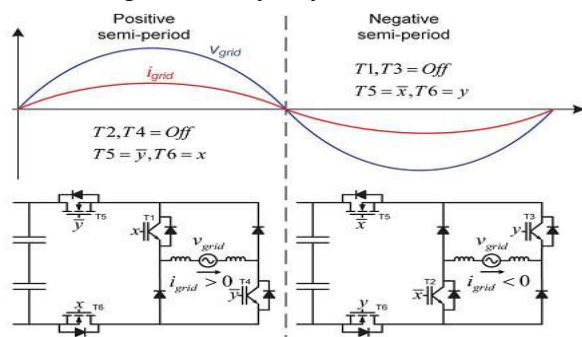 Positive
semi-period
Negative
semi-period
v_grid
i_grid
T1,T3 = Off
T5 = x̅,T6 = y
T2,T4 = Off
T5 = y̅,T6 = x
T5
y̅
T1
x
v_grid
i_grid > 0
y̅
T4
x
T6
T5
x̅
T3
y
v_grid
T2
x̅
i_grid < 0
y
T6